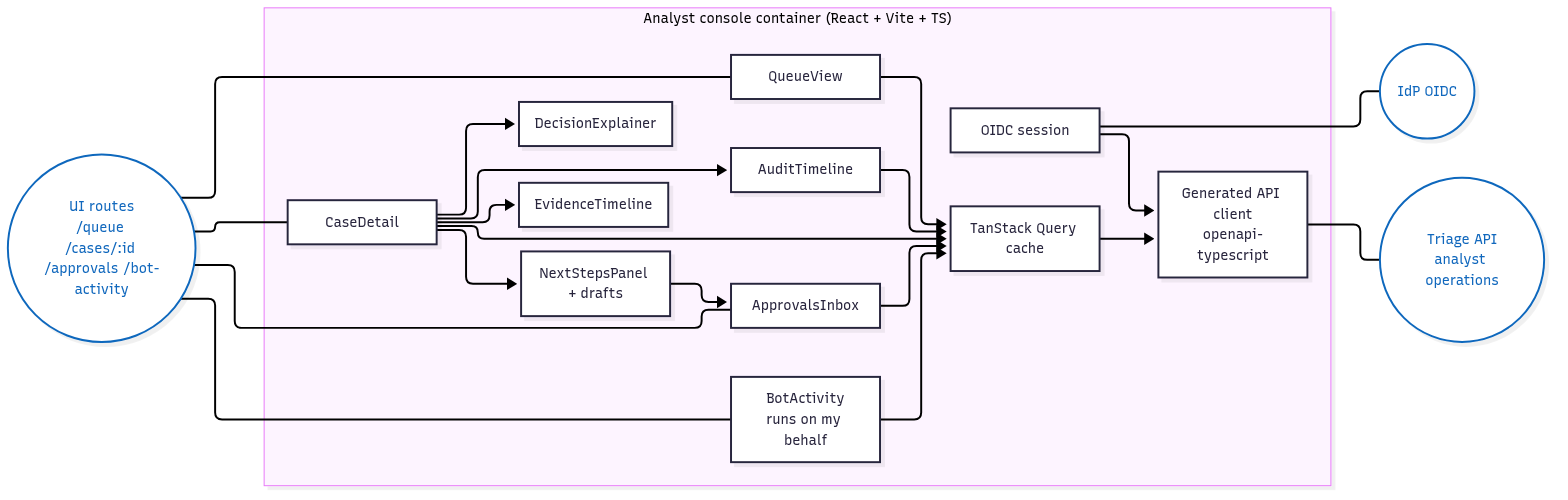 Analyst console container (React + Vite + TS)
UI routes
/queue
/cases/:id
/approvals /bot-
activity
CaseDetail
DecisionExplainer
EvidenceTimeline
NextStepsPanel
+ drafts
QueueView
AuditTimeline
ApprovalsInbox
BotActivity
runs on my
behalf
OIDC session
TanStack Query
cache
Generated API
client
openapi-
typescript
IdP OIDC
Triage API
analyst
operations